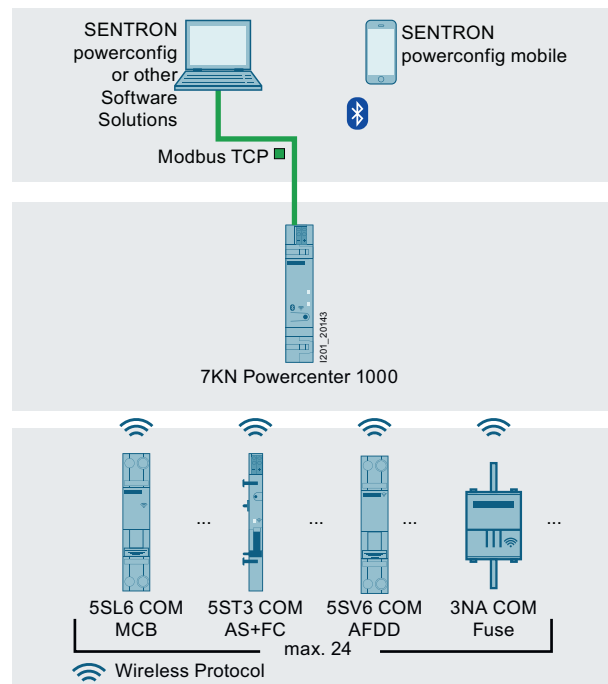 SENTRON
powerconfig
or other
Software
Solutions
SENTRON
powerconfig mobile
Modbus TCP
I201_20143
7KN Powercenter 1000
... ... ... ...
5SL6 COM
MCB
5ST3 COM
AS+FC
5SV6 COM
AFDD
3NA COM
Fuse
max. 24
Wireless Protocol